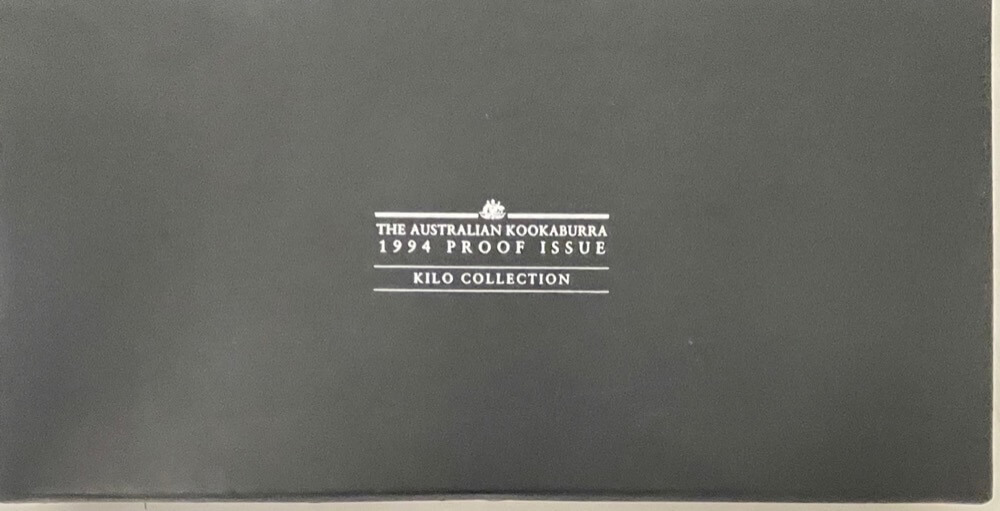 THE AUSTRALIAN KOOKABURRA
1994 PROOF ISSUE
KILO COLLECTION